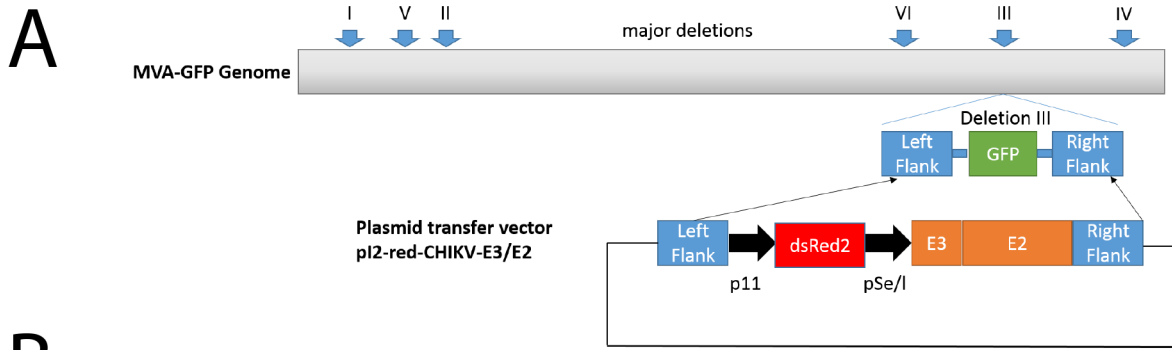 A
I V II VI III IV
major deletions
MVA-GFP Genome
Deletion III
Left
Flank
GFP
Right
Flank
Plasmid transfer vector
pI2-red-CHIKV-E3/E2
Left
Flank
dsRed2
E3
E2
Right
Flank
p11
pSe/l